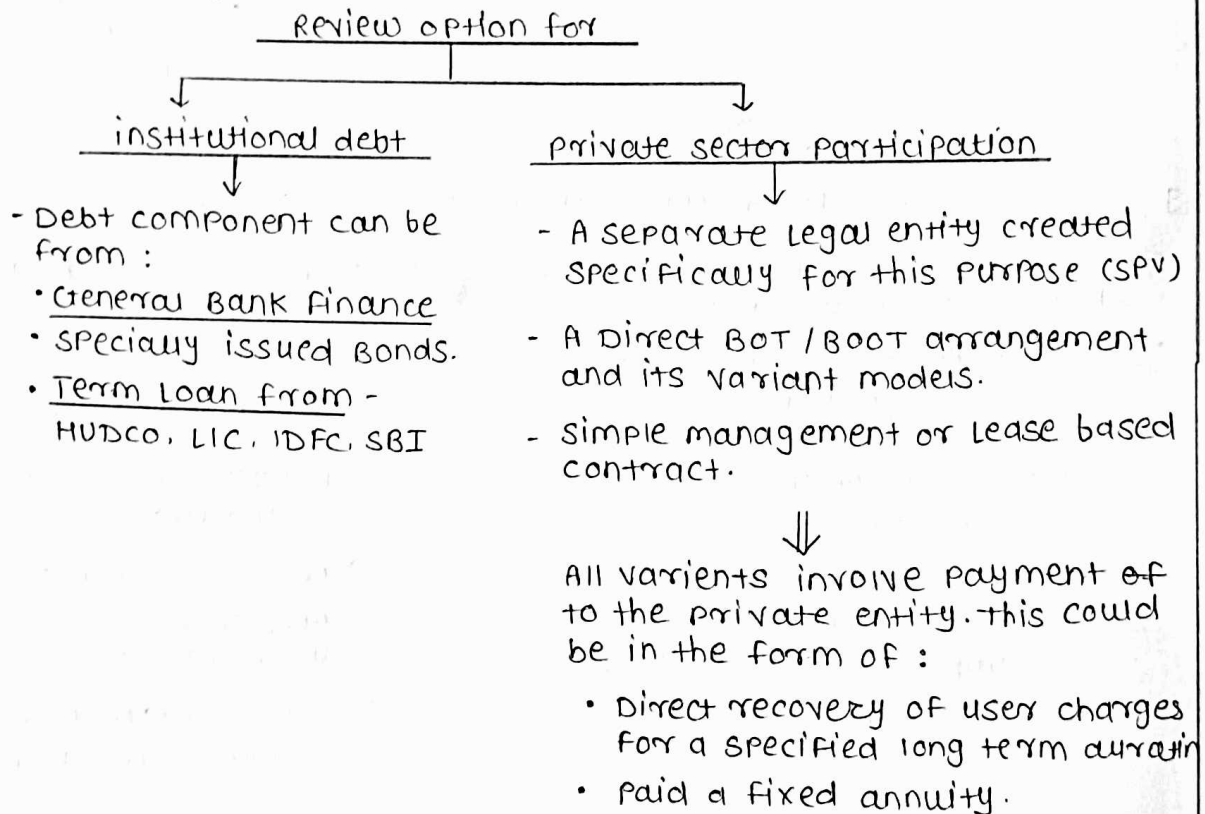 Review option for
institutional debt
- Debt component can be
from :
• General Bank Finance
• specially issued Bonds.
• Term Loan from -
HUDCO, LIC, IDFC, SBI
private sector participation
- A separate legal entity created
specifically for this purpose (SPV)
- A Direct BOT / BOOT arrangement.
and its variant models.
- simple management or lease based
contract.
All varients involve payment of
to the private entity. this could
be in the form of :
• Direct recovery of user charges
for a specified long term duratin
• paid a fixed annuity.